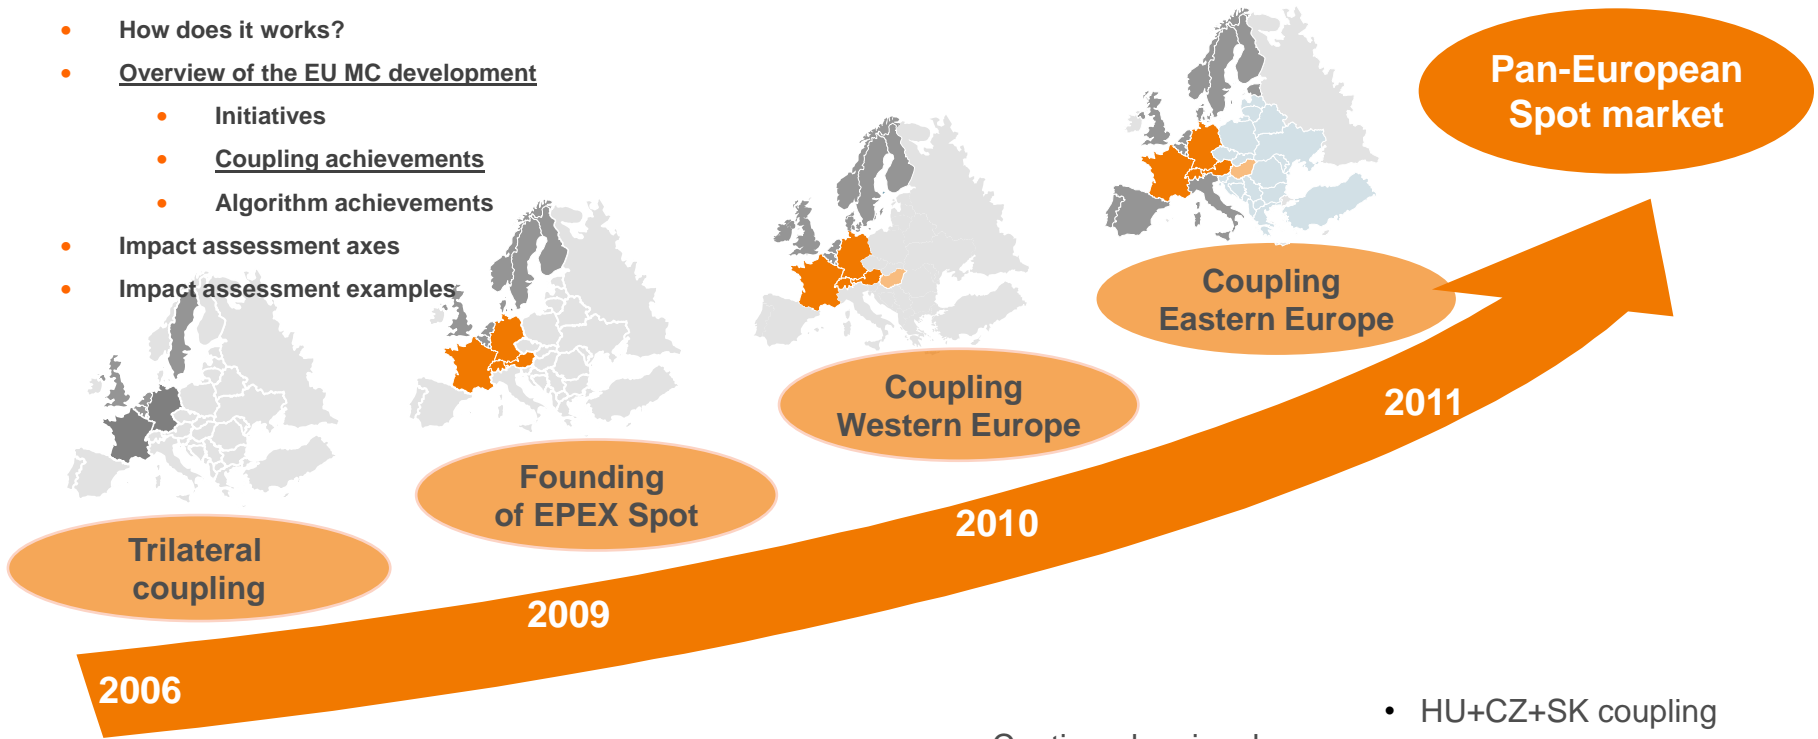 How does it works?
Overview of the EU MC development
Initiatives
Coupling achievements
Algorithm achievements
Impact assessment axes
Impact assessment examples
Pan-European
Spot market
Coupling
Eastern Europe
Coupling
Western Europe
Founding
of EPEX Spot
Trilateral
coupling
2011
2010
2009
2006
• HU+CZ+SK coupling